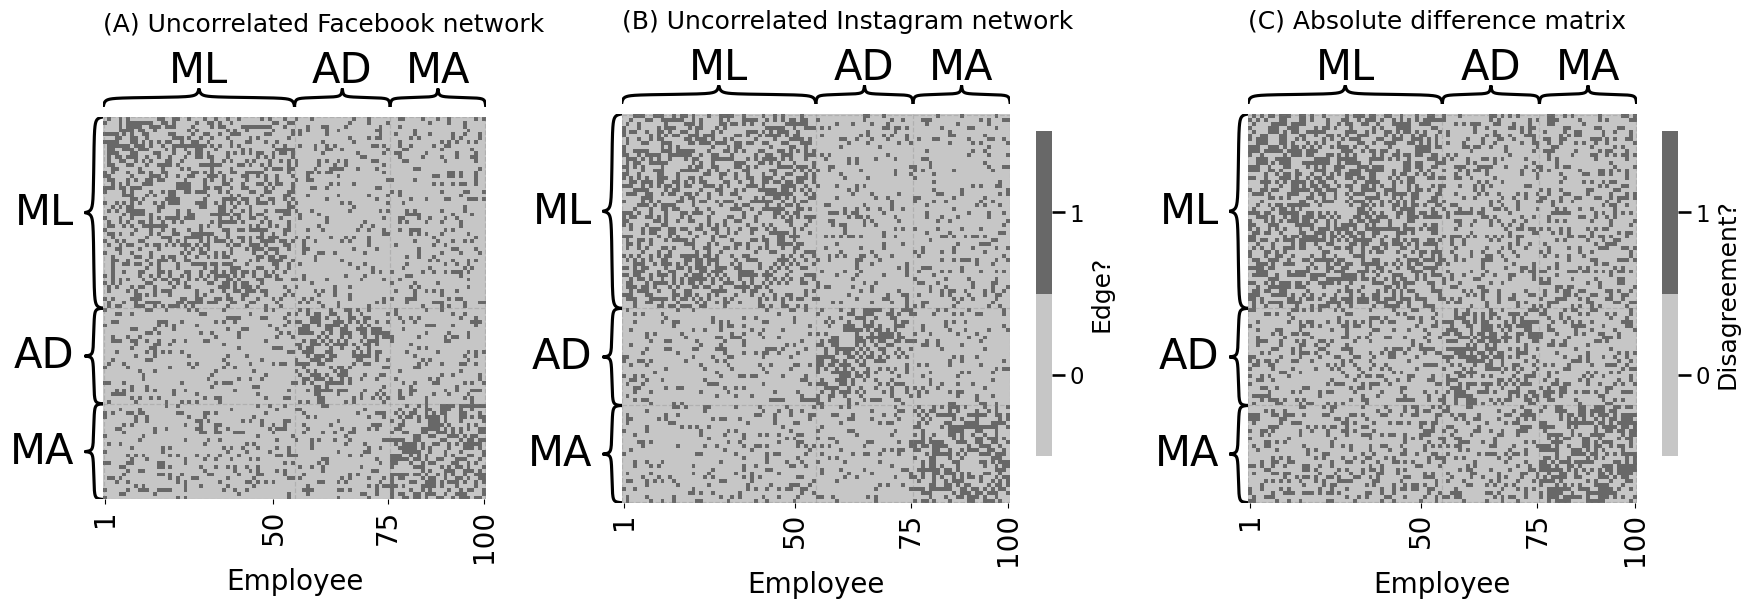 (A) Uncorrelated Facebook network
ML AD MA
ML
AD
MA
1 50 75 100
Employee
(B) Uncorrelated Instagram network
ML AD MA
ML
AD
MA
1 50 75 100
Employee
1
0
Edge?
(C) Absolute difference matrix
ML AD MA
ML
AD
MA
1 50 75 100
Employee
1
0
Disagreement?